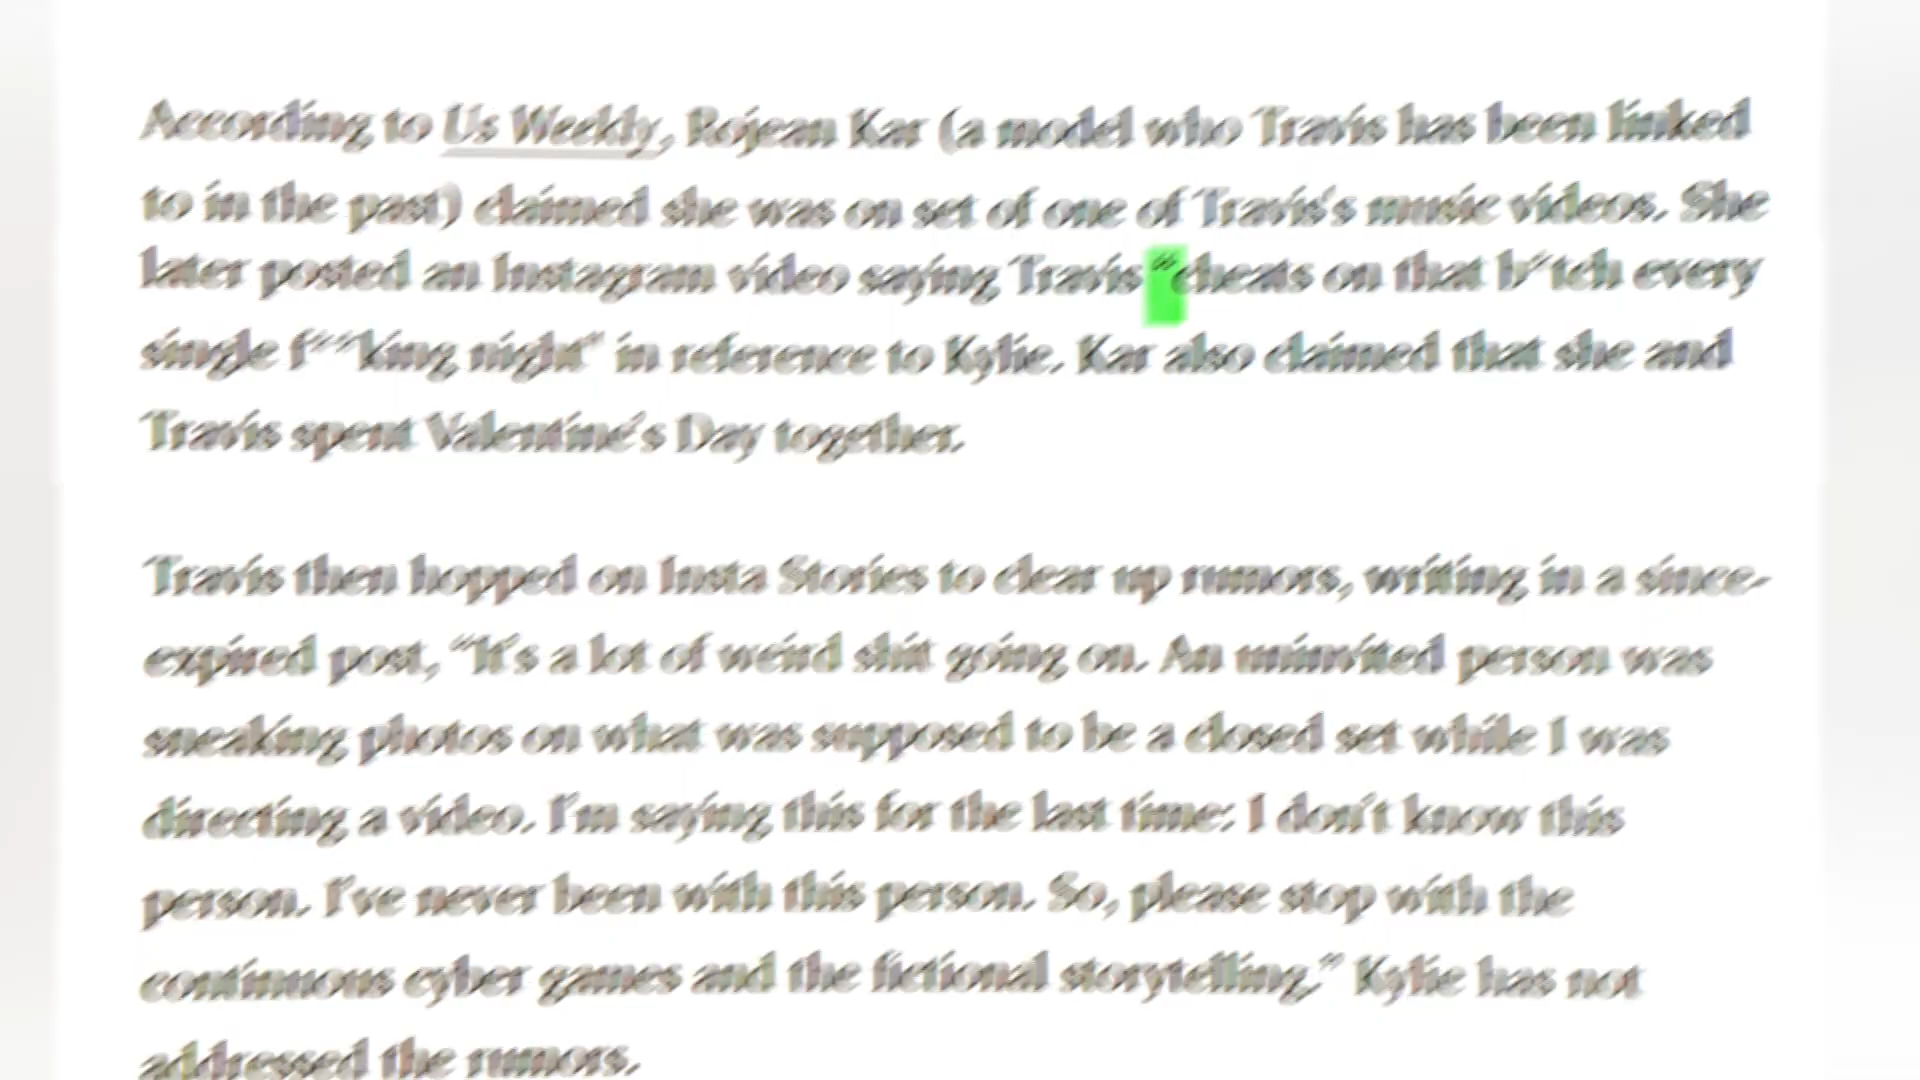 According to Us Weekly, Rojean Kar (a model who Travis has been linked
to in the past) claimed she was on set of one of Travis's music videos. She
later posted an Instagram video saying Travis “cheats on that b*tch every
single f**king night” in reference to Kylie. Kar also claimed that she and
Travis spent Valentine's Day together.
Travis then hopped on Insta Stories to clear up rumors, writing in a since-
expired post, “It's a lot of weird shit going on. An uninvited person was
sneaking photos on what was supposed to be a closed set while I was
directing a video. I'm saying this for the last time: I don't know this
person. I've never been with this person. So, please stop with the
continuous cyber games and the fictional storytelling,” Kylie has not
addressed the rumors.